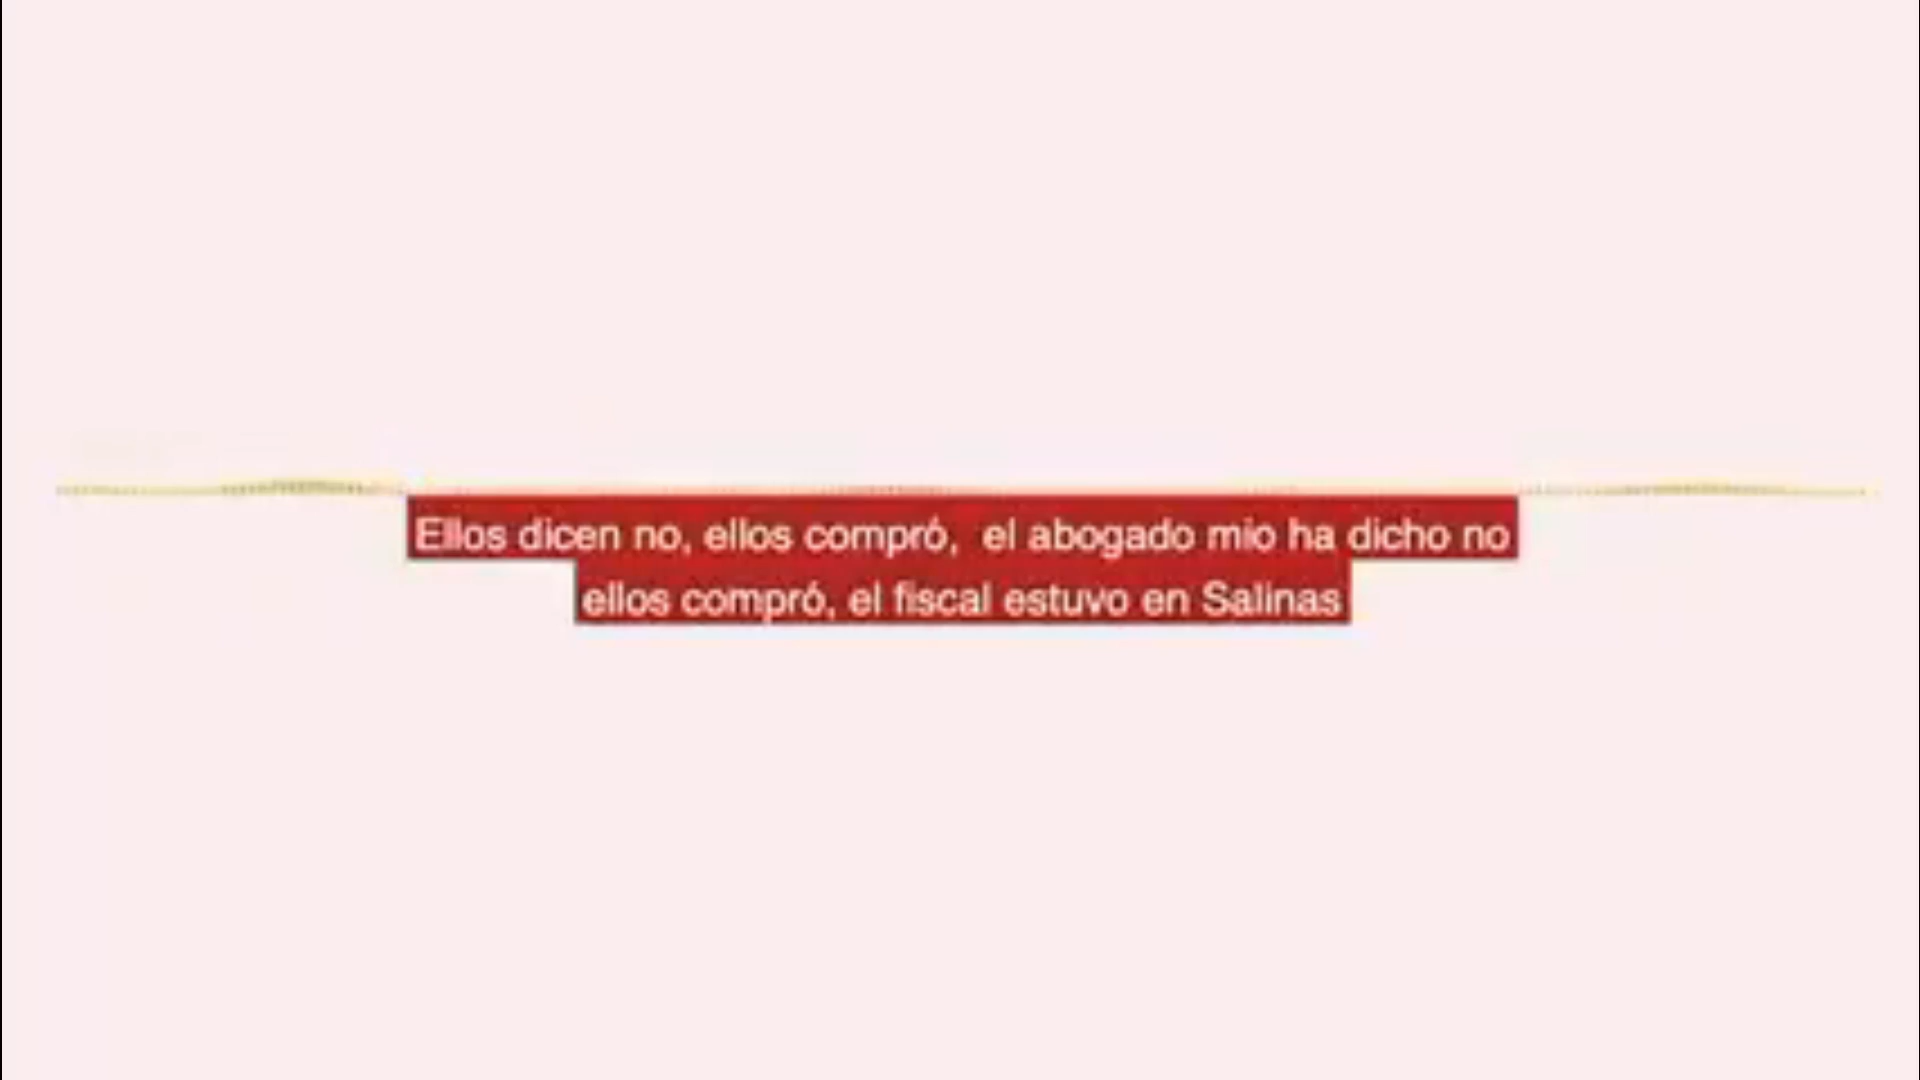 Ellos dicen no, ellos compró, el abogado mio ha dicho no
ellos compró, el fiscal estuvo en Salinas